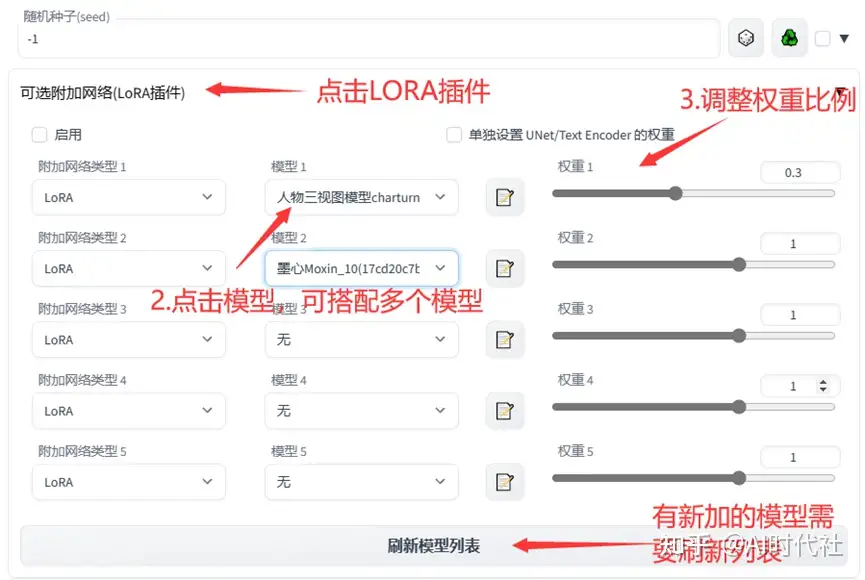 随机种子(seed)
-1
可选附加网络(LoRA插件)
点击LORA插件
3.调整权重比例
启用
单独设置 UNet/Text Encoder 的权重
附加网络类型 1
模型 1
权重 1
LoRA
人物三视图模型charturn
0.3
附加网络类型 2
模型 2
权重 2
LoRA
墨心Moxin_10(17cd20c7b
1
2.点击模型，可搭配多个模型
附加网络类型 3
模型 3
权重 3
LoRA
无
1
附加网络类型 4
模型 4
权重 4
LoRA
无
1
附加网络类型 5
模型 5
权重 5
LoRA
无
1
刷新模型列表
有新加的模型需
要刷新列表
知乎 @AI时代社